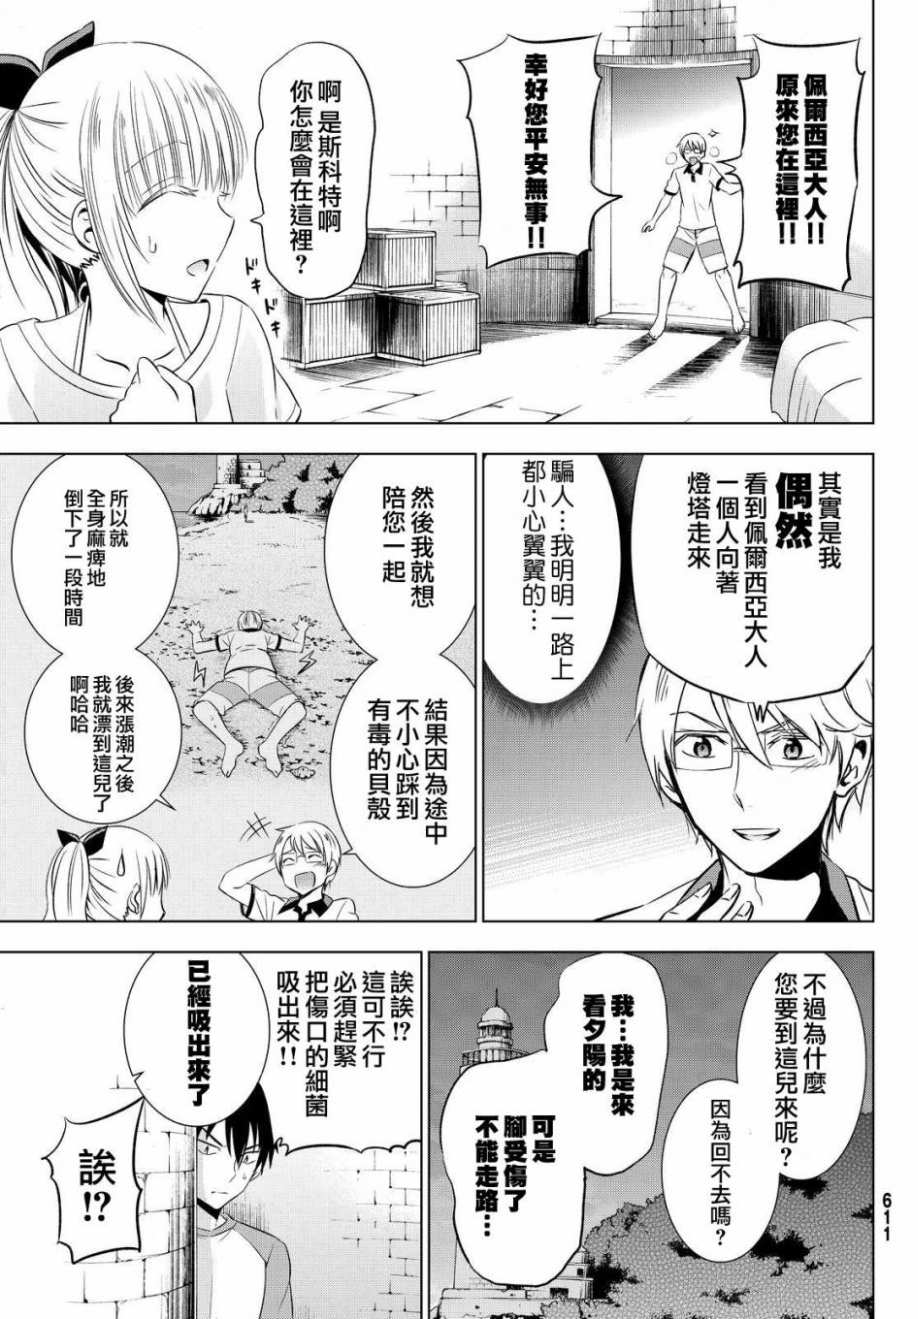 佩爾西亞大人!!
原來您在這裡!!
幸好您平安無事!!
啊 是斯科特啊
你怎麼會在這裡?
ドキ
ドキ
其實是我
偶然
看到佩爾西亞大人
一個人向著
燈塔走來
騙人…我明明一路上
都小心翼翼的…
然後我就想
陪您一起
結果因為途中
不小心踩到
有毒的貝殼
所以就
全身麻痺地
倒下了一段時間
後來漲潮之後
我就漂到這兒了
啊哈哈
不過為什麼
您要到這兒來呢?
因為回不去嗎?
我…我是來
看夕陽的
可是
腳受傷了
不能走路…
誒誒!?
這可不行
必須趕緊
把傷口的細菌
吸出來!!
已經吸出來了
誒!?
611